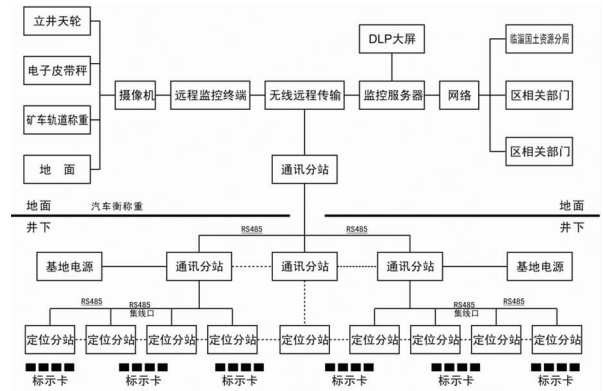 立井天轮
电子皮带秤
矿车轨道称重
地 面
摄像机
远程监控终端
无线远程传输
DLP大屏
监控服务器
网络
临淄国土资源分局
区相关部门
区相关部门
通讯分站
地面
汽车衡称重
地面
井下
井下
RS485
RS485
基地电源
通讯分站
通讯分站
通讯分站
基地电源
RS485
RS485
集线口
RS485
集线口
RS485
定位分站
定位分站
定位分站
定位分站
定位分站
定位分站
定位分站
定位分站
定位分站
标示卡
标示卡
标示卡
标示卡
标示卡
标示卡